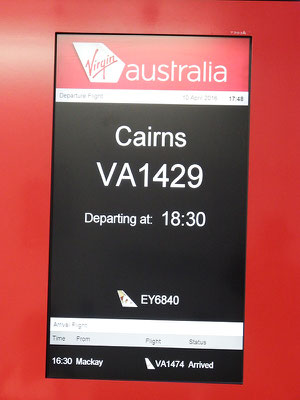 Virgin australia
Departure Flight 10 April 2016 17:48
Cairns
VA1429
Departing at: 18:30
EY6840
Arrival Flight
Time From Flight Status
16:30 Mackay VA1474 Arrived